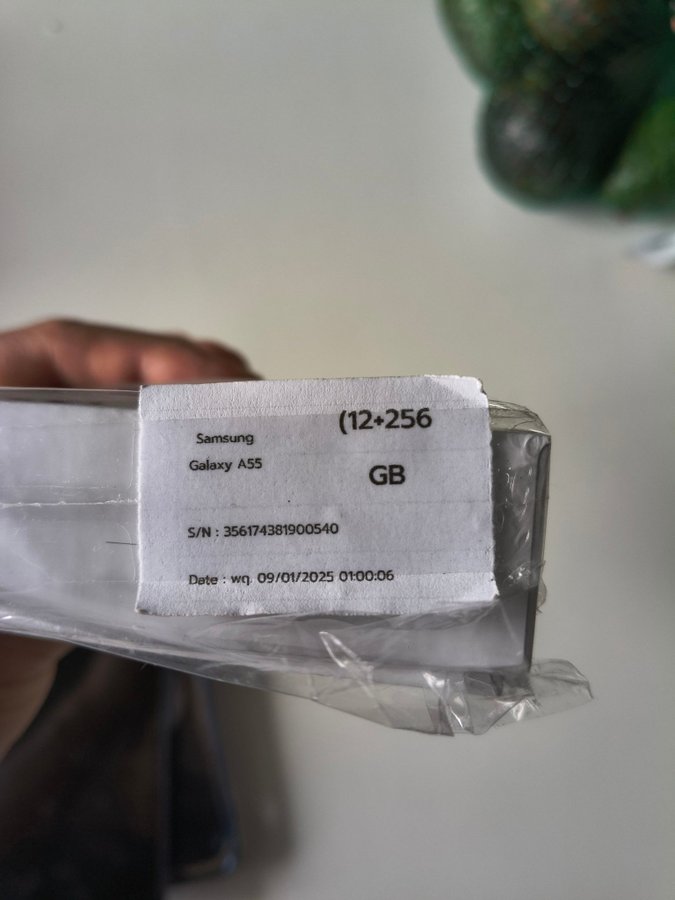 Samsung
Galaxy A55
(12+256
GB
S/N : 356174381900540
Date : wq. 09/01/2025 01:00:06